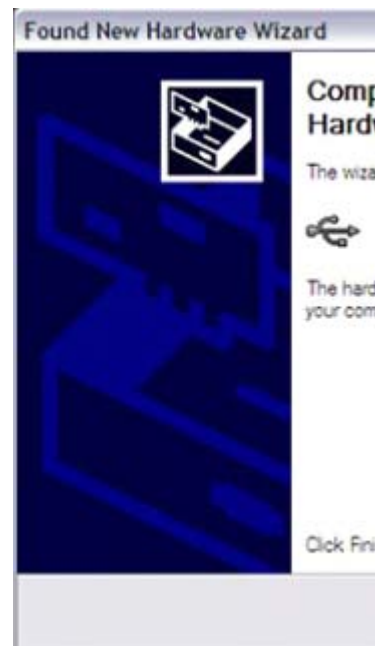 Found New Hardware Wizard
Comp
Hardw
The wiza
The hard
your com
Click Fini